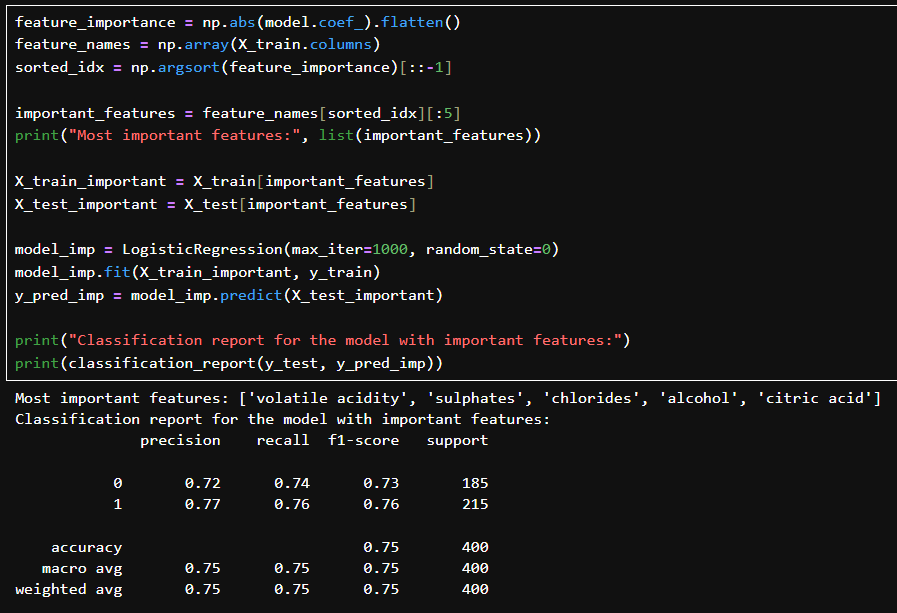 feature_importance = np.abs(model.coef_).flatten()
feature_names = np.array(X_train.columns)
sorted_idx = np.argsort(feature_importance)[::-1]

important_features = feature_names[sorted_idx][:5]
print("Most important features:", list(important_features))

X_train_important = X_train[important_features]
X_test_important = X_test[important_features]

model_imp = LogisticRegression(max_iter=1000, random_state=0)
model_imp.fit(X_train_important, y_train)
y_pred_imp = model_imp.predict(X_test_important)

print("Classification report for the model with important features:")
print(classification_report(y_test, y_pred_imp))
Most important features: ['volatile acidity', 'sulphates', 'chlorides', 'alcohol', 'citric acid']
Classification report for the model with important features:
              precision    recall  f1-score   support

           0       0.72      0.74      0.73       185
           1       0.77      0.76      0.76       215

    accuracy                           0.75       400
   macro avg       0.75      0.75      0.75       400
weighted avg       0.75      0.75      0.75       400